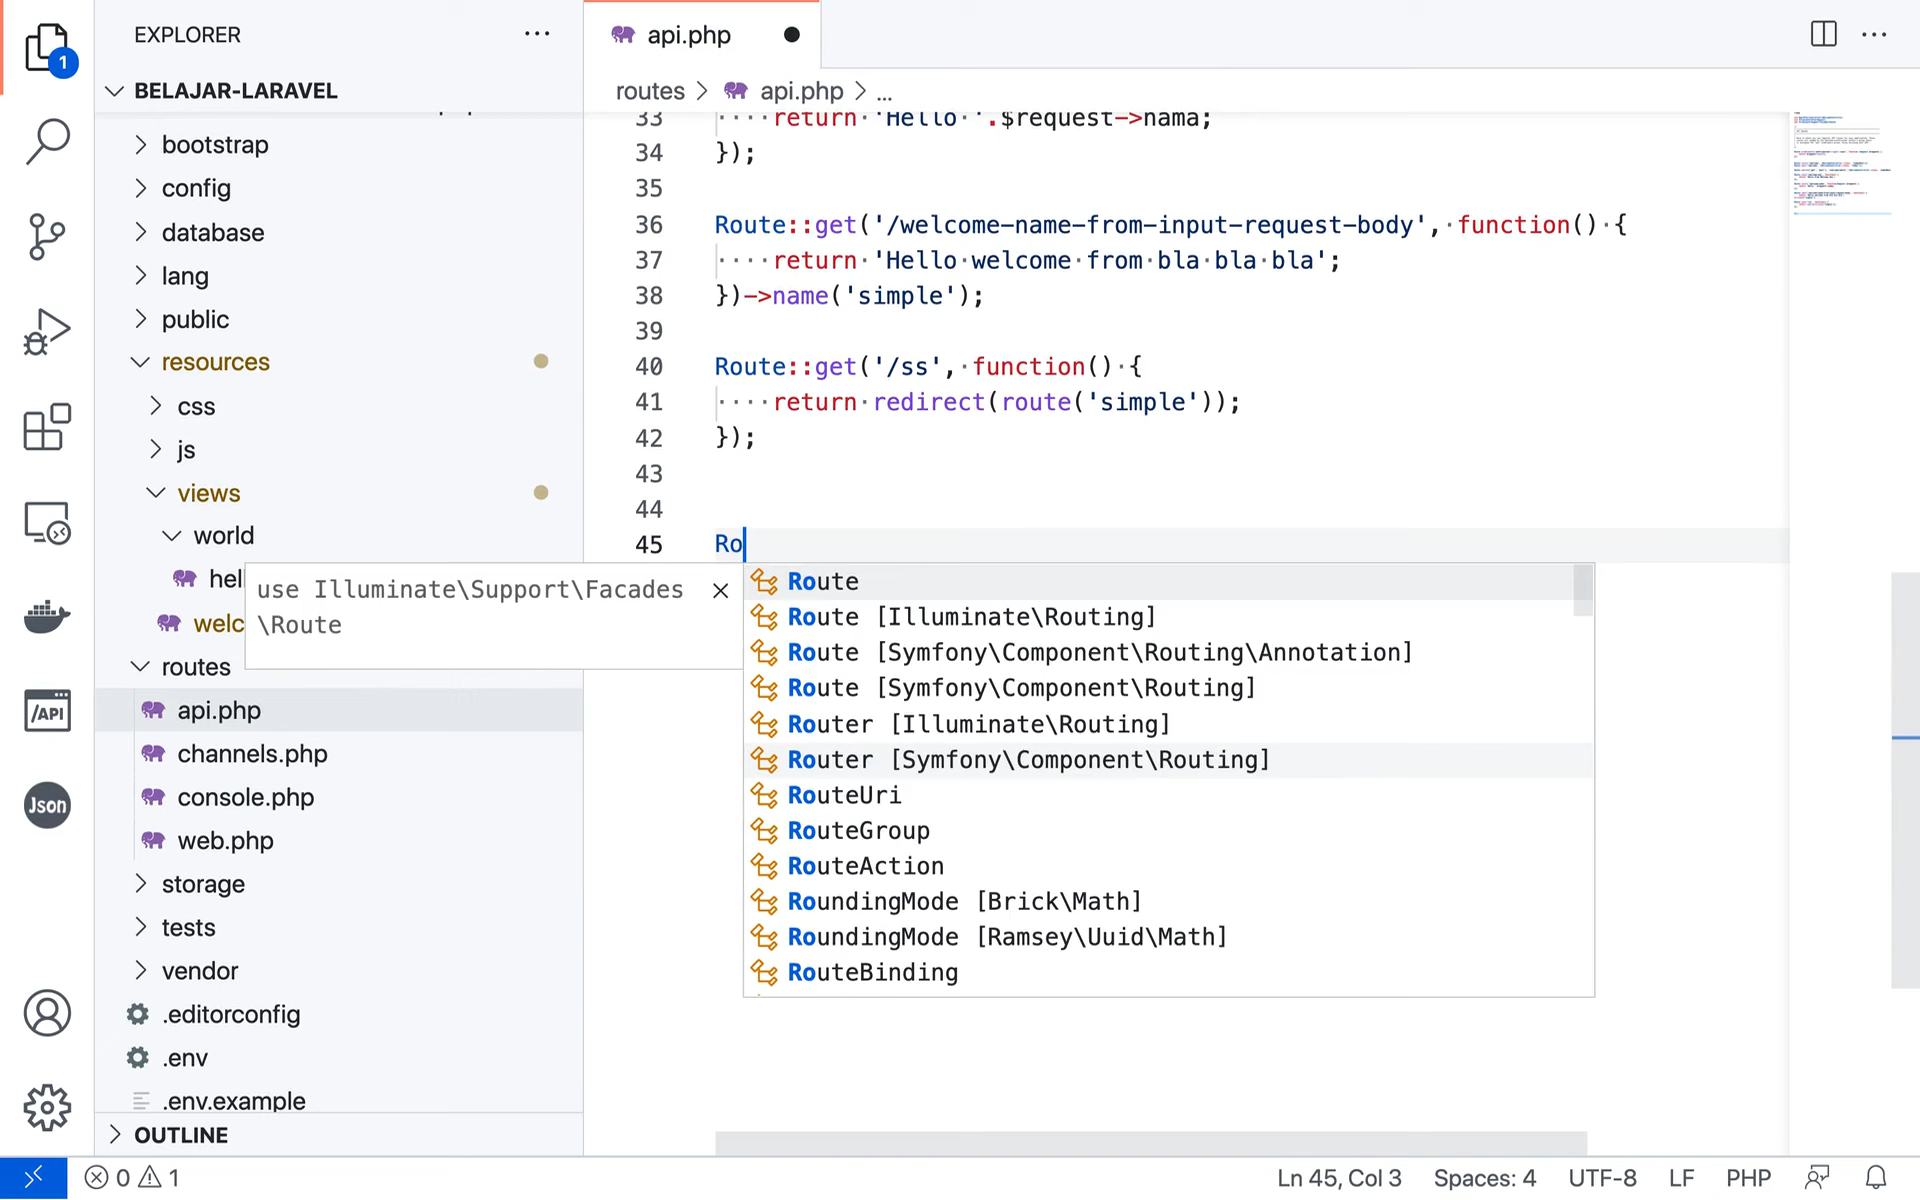 EXPLORER
1
BELAJAR-LARAVEL
bootstrap
config
database
lang
public
resources
css
js
views
world
hell
welc
routes
api.php
channels.php
console.php
web.php
storage
tests
vendor
.editorconfig
.env
.env.example
OUTLINE
/API
Json
api.php
routes > api.php > ...
33 ····return·'Hello·'.$request->nama;
34 });
35
36 Route::get('/welcome-name-from-input-request-body',·function()·{
37 ····return·'Hello·welcome·from·bla·bla·bla';
38 })->name('simple');
39
40 Route::get('/ss',·function()·{
41 ····return·redirect(route('simple'));
42 });
43
44
45 Ro
use Illuminate\Support\Facades
\Route
Route
Route [Illuminate\Routing]
Route [Symfony\Component\Routing\Annotation]
Route [Symfony\Component\Routing]
Router [Illuminate\Routing]
Router [Symfony\Component\Routing]
RouteUri
RouteGroup
RouteAction
RoundingMode [Brick\Math]
RoundingMode [Ramsey\Uuid\Math]
RouteBinding
0 1
Ln 45, Col 3 Spaces: 4 UTF-8 LF PHP